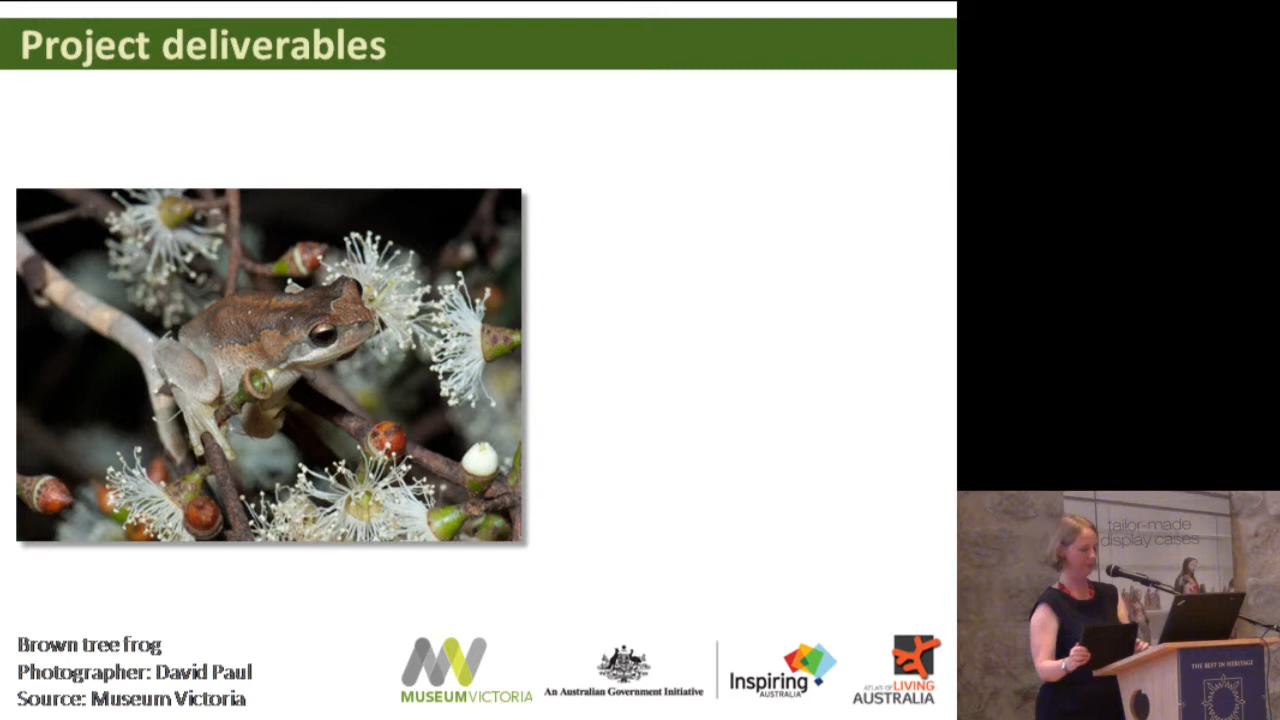 Project deliverables
Brown tree frog
Photographer: David Paul
Source: Museum Victoria
MUSEUM VICTORIA
An Australian Government Initiative
Inspiring
AUSTRALIA
ATLAS OF LIVING
AUSTRALIA
tailor-made
display cases
THE BEST IN HERITAGE